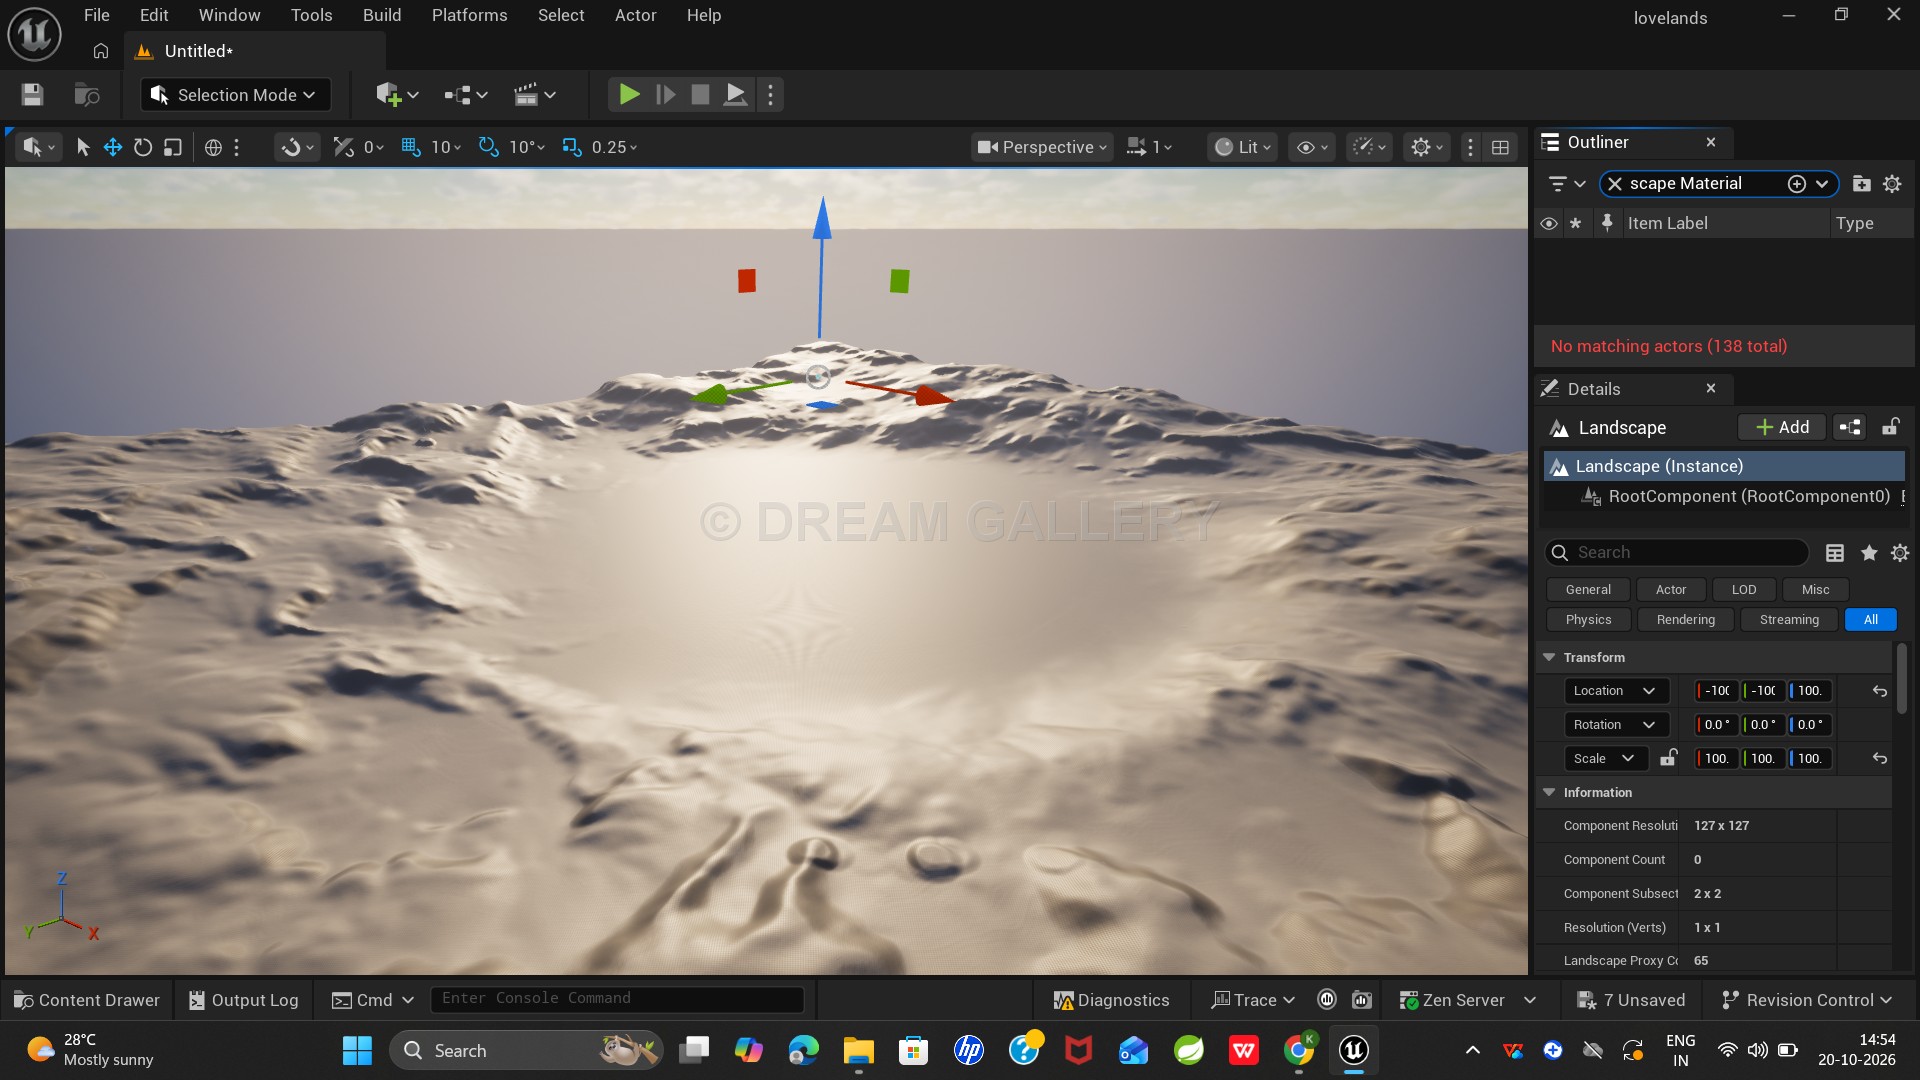 File Edit Window Tools Build Platforms Select Actor Help
lovelands
Untitled*
Selection Mode
0 10 10° 0.25
Perspective 1 Lit
Outliner
scape Material
Item Label Type
No matching actors (138 total)
Details
Landscape Add
Landscape (Instance)
RootComponent (RootComponent0)
Search
General Actor LOD Misc
Physics Rendering Streaming All
Transform
Location -100 -100 100.
Rotation 0.0° 0.0° 0.0°
Scale 100. 100. 100.
Information
Component Resoluti 127 x 127
Component Count 0
Component Subsect 2 x 2
Resolution (Verts) 1 x 1
Landscape Proxy Co 65
© DREAM GALLERY
Z
Y X
Content Drawer Output Log Cmd Enter Console Command Diagnostics Trace Zen Server 7 Unsaved Revision Control
28°C
Mostly sunny
Search
hp
K
ENG
IN
14:54
20-10-2026